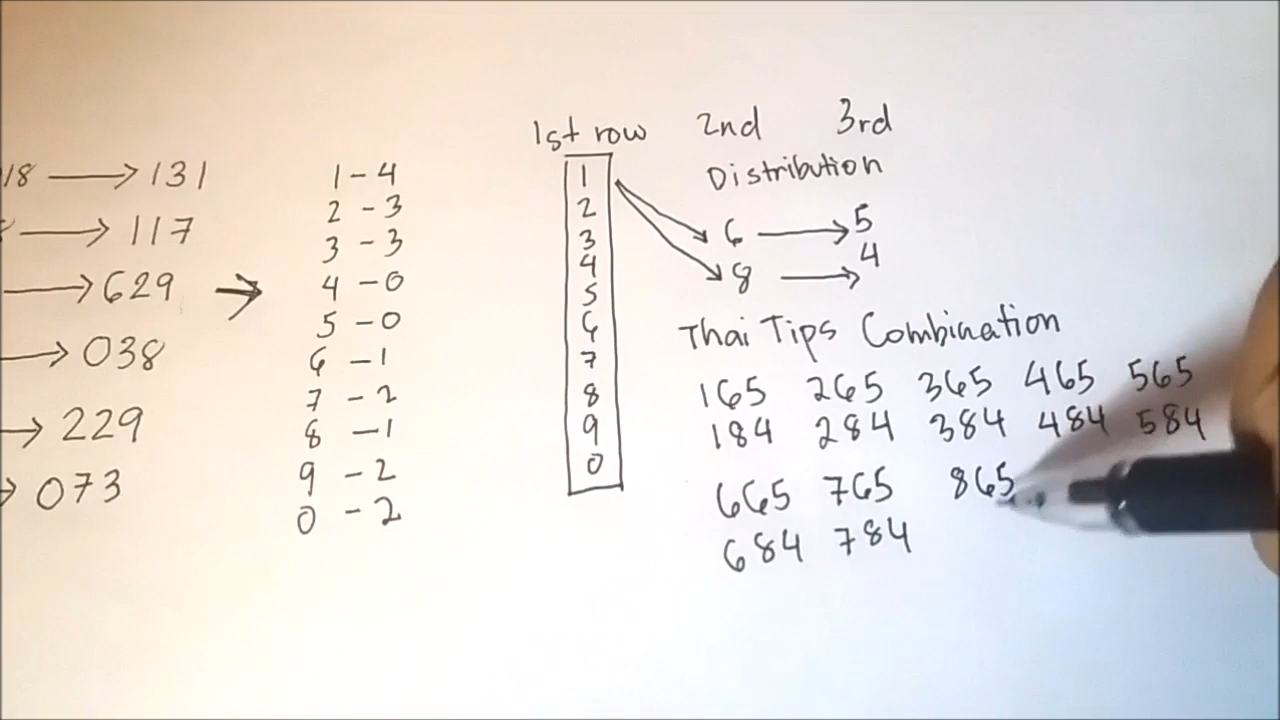 18 → 131
→ 117
→ 629 →
→ 038
→ 229
→ 073
1 - 4
2 - 3
3 - 3
4 - 0
5 - 0
6 - 1
7 - 2
8 - 1
9 - 2
0 - 2
1st row 2nd 3rd
Distribution
1
2
3
4
5
6
7
8
9
0
6 → 5
8 → 4
Thai Tips Combination
165 265 365 465 565
184 284 384 484 584
665 765 865
684 784